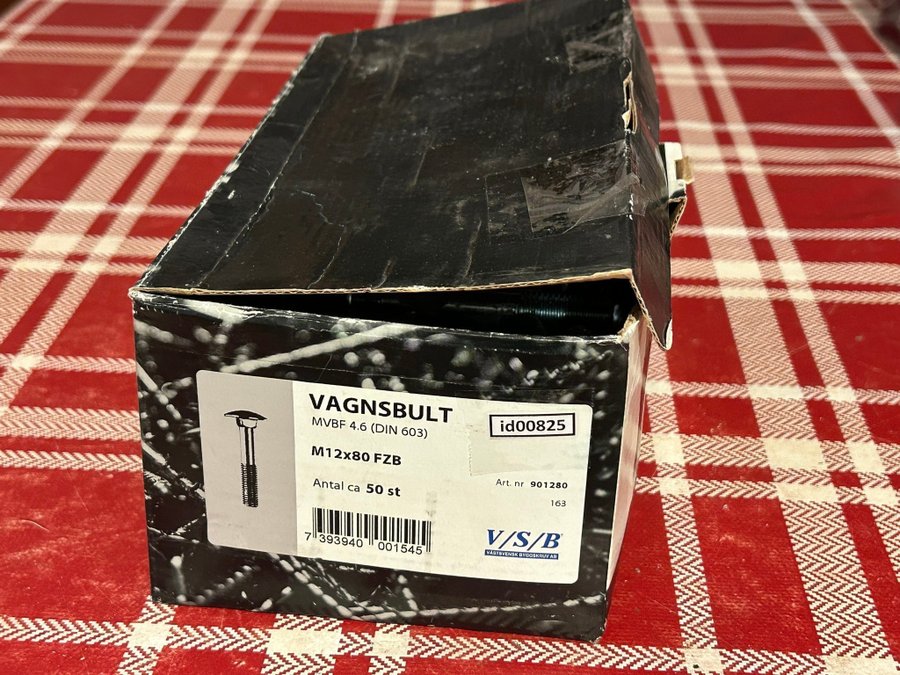 VAGNSBULT
MVBF 4.6 (DIN 603)
M12x80 FZB
Antal ca 50 st
7 393940 001545
id00825
Art. nr 901280
163
V/S/B
VÄSTSVENSK BYGGSKRUV AB